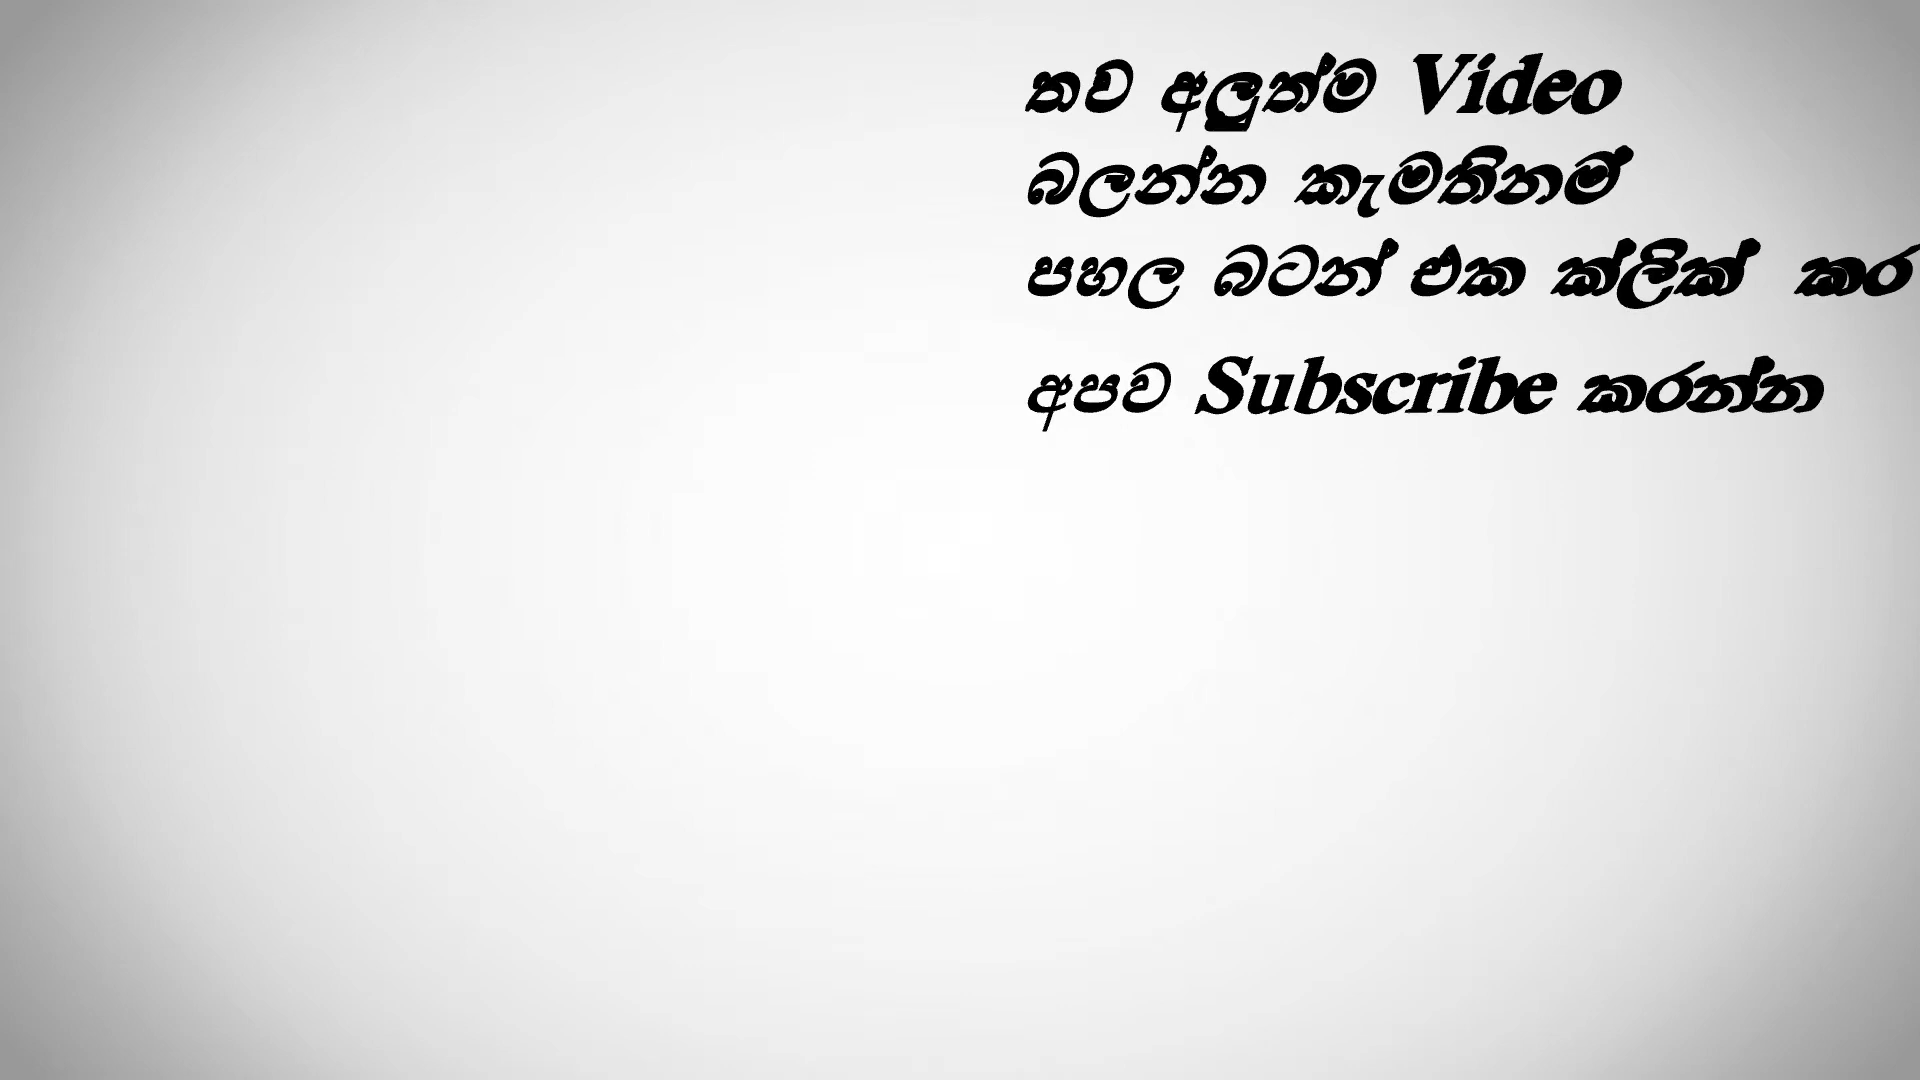 තව අලුත්ම Video
බලන්න කැමතිනම්
පහල බටන් එක ක්ලික් කර
අපව Subscribe කරන්න